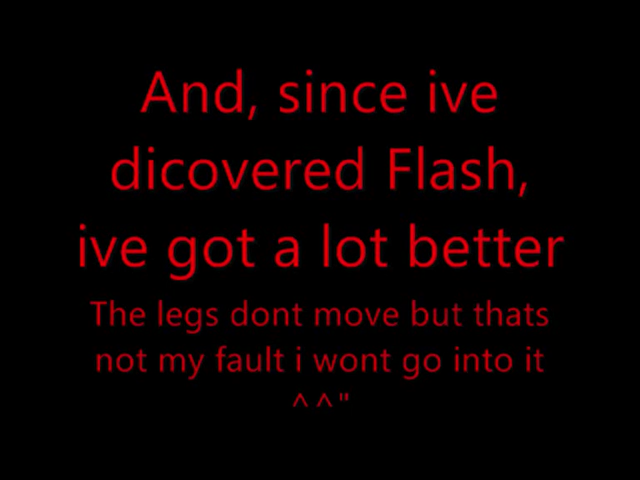 And, since ive
dicovered Flash,
ive got a lot better
The legs dont move but thats
not my fault i wont go into it
^^"